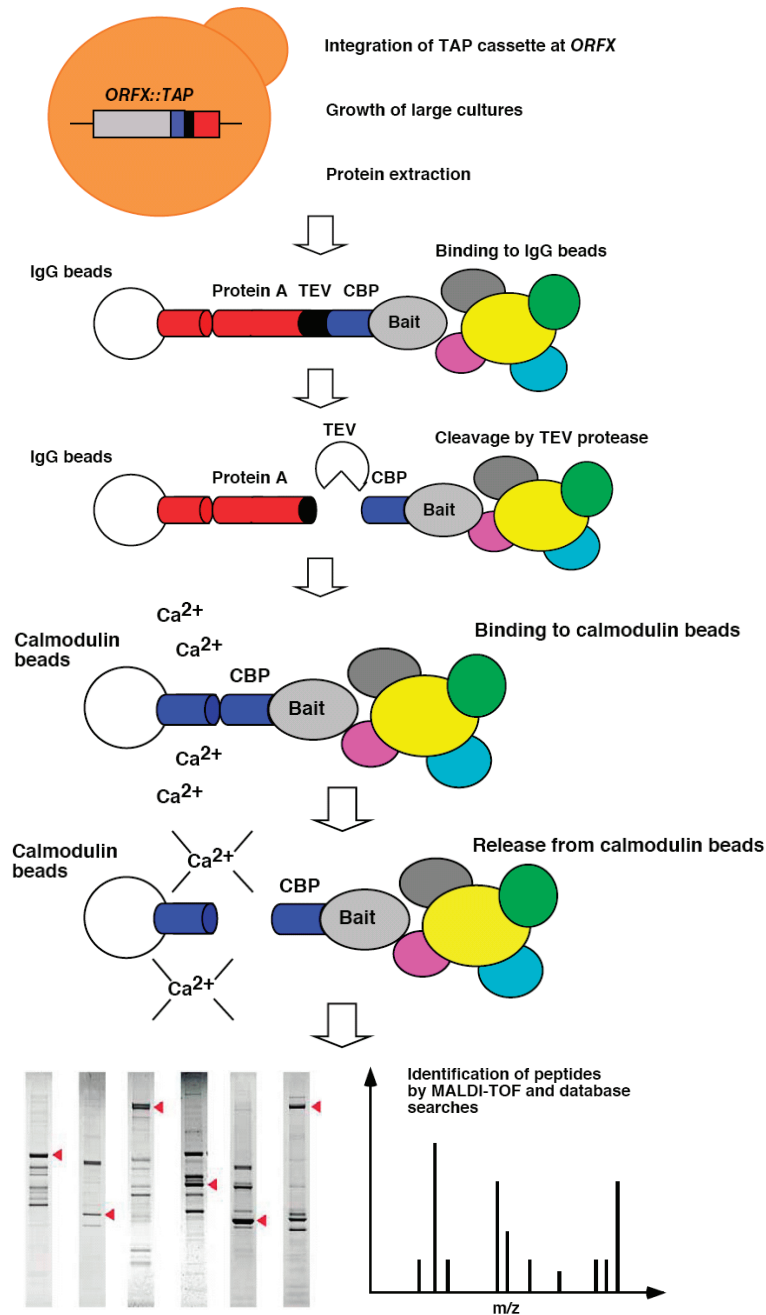 Integration of TAP cassette at ORFX
ORFX::TAP
Growth of large cultures
Protein extraction
Binding to IgG beads
IgG beads
Protein A TEV CBP
Bait
TEV
Cleavage by TEV protease
IgG beads
Protein A
CBP
Bait
Ca2+
Binding to calmodulin beads
Calmodulin
beads
Ca2+
CBP
Bait
Ca2+
Ca2+
Release from calmodulin beads
Calmodulin
beads
Ca2+
CBP
Bait
Ca2+
Identification of peptides
by MALDI-TOF and database
searches
m/z